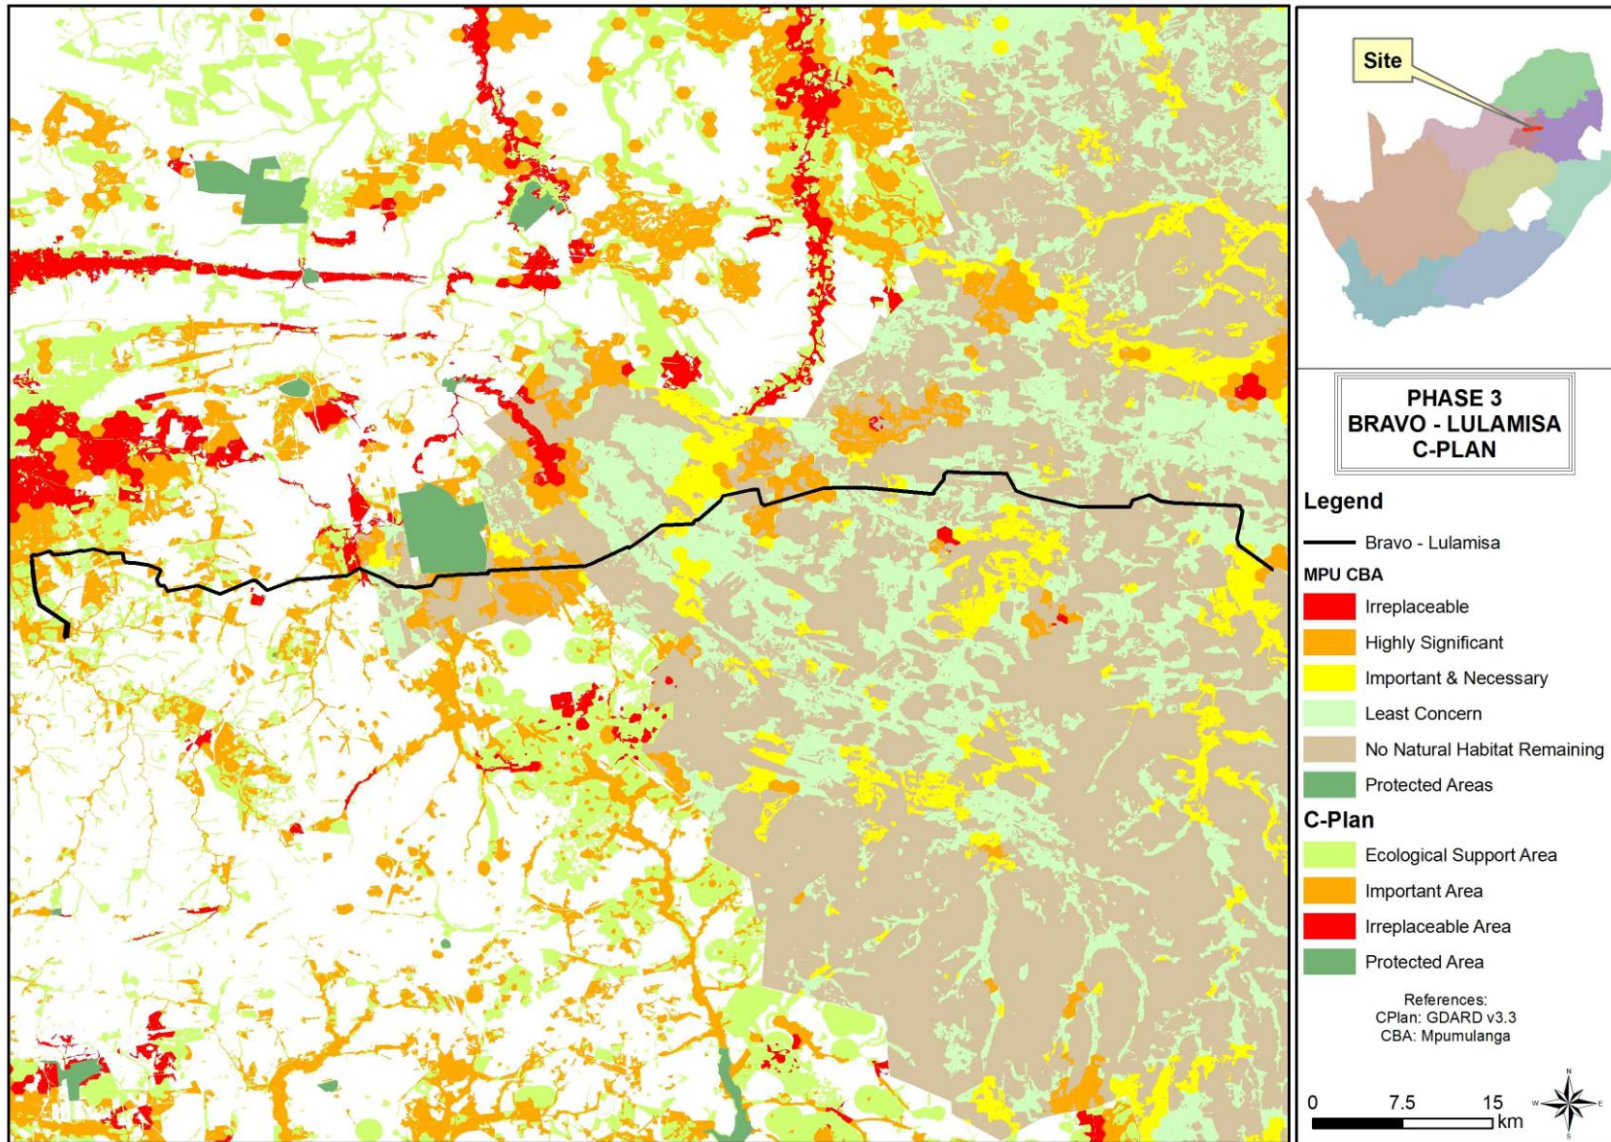 Site
PHASE 3
BRAVO - LULAMISA
C-PLAN
Legend
Bravo - Lulamisa
MPU CBA
Irreplaceable
Highly Significant
Important & Necessary
Least Concern
No Natural Habitat Remaining
Protected Areas
C-Plan
Ecological Support Area
Important Area
Irreplaceable Area
Protected Area
References:
CPlan: GDARD v3.3
CBA: Mpumulanga
0 7.5 15
km
N
W E
S